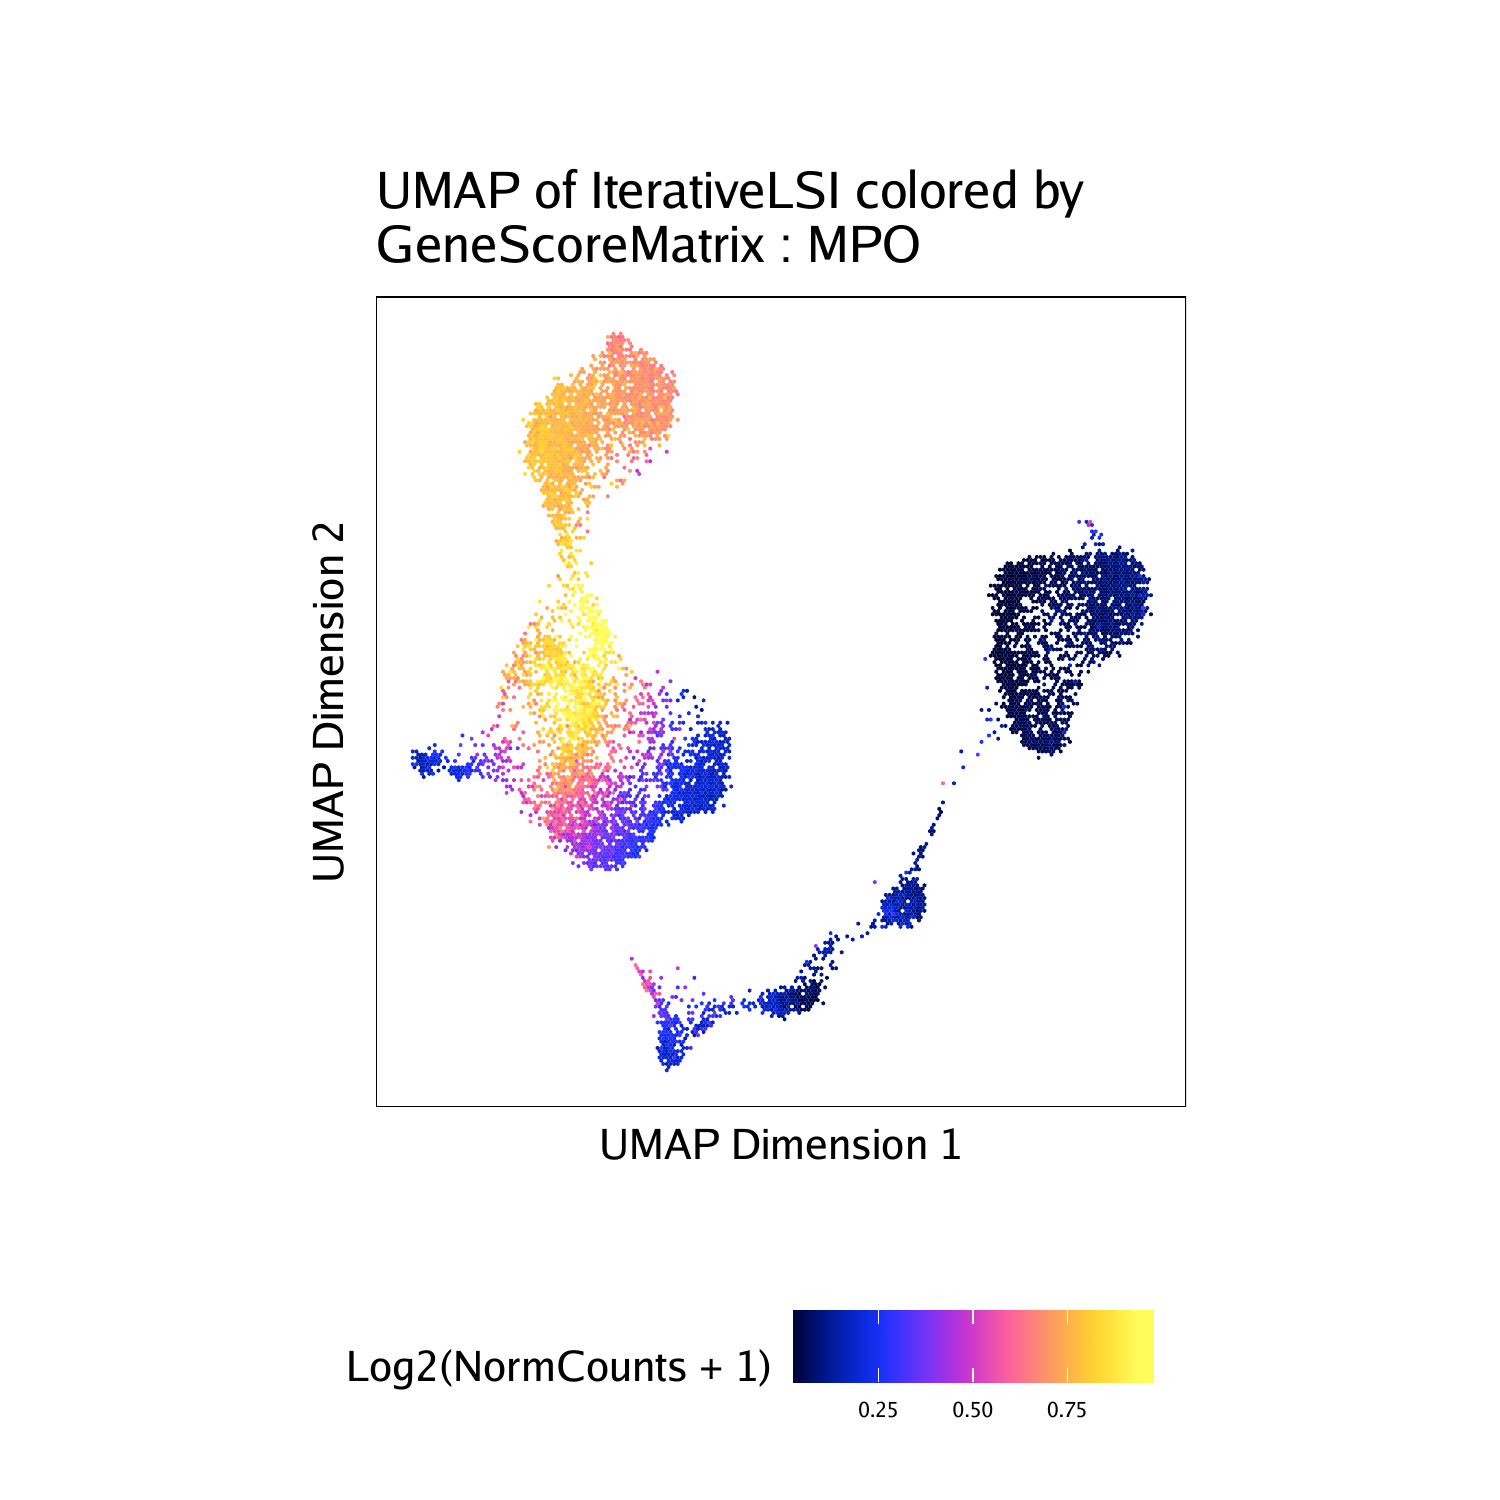 UMAP of IterativeLSI colored by
GeneScoreMatrix : MPO
UMAP Dimension 2
UMAP Dimension 1
Log2(NormCounts + 1)
0.25 0.50 0.75